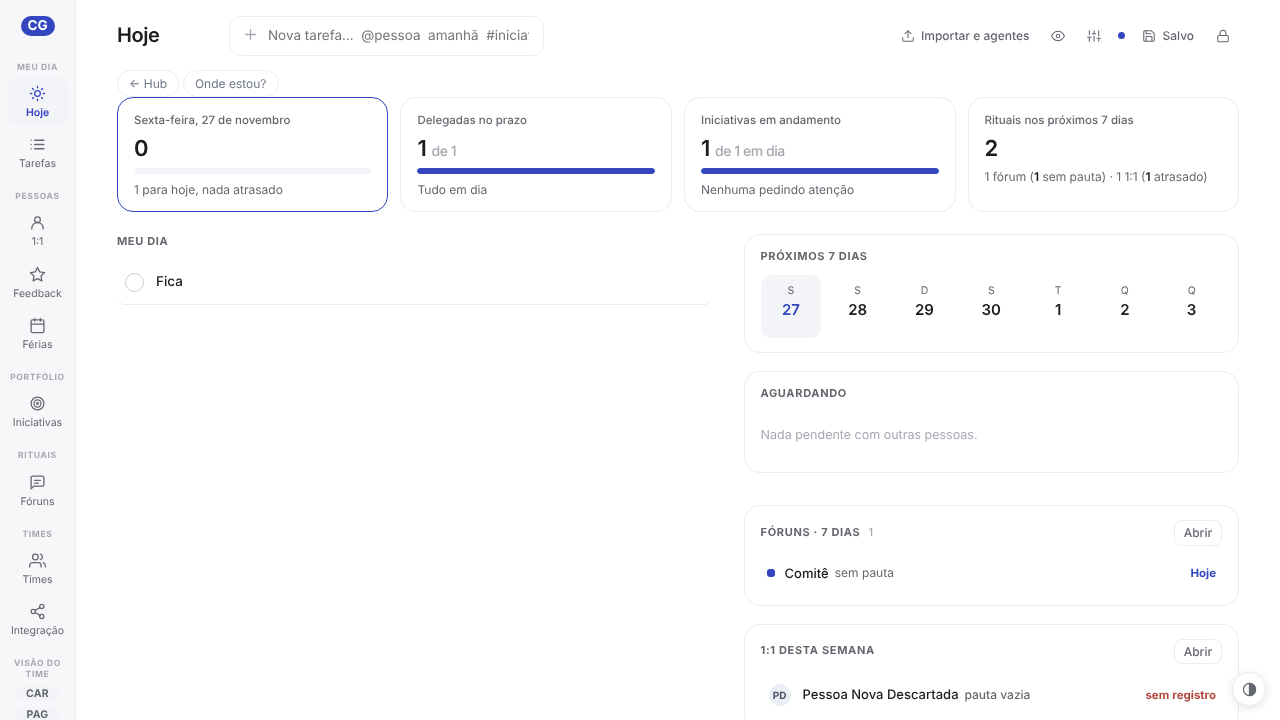 CG
MEU DIA
Hoje
Tarefas
PESSOAS
1:1
Feedback
Férias
PORTFÓLIO
Iniciativas
RITUAIS
Fóruns
TIMES
Times
Integração
VISÃO DO
TIME
CAR
PAG
Hoje
Nova tarefa... @pessoa amanhã #inicia
Importar e agentes
Salvo
← Hub
Onde estou?
Sexta-feira, 27 de novembro
0
1 para hoje, nada atrasado
Delegadas no prazo
1 de 1
Tudo em dia
Iniciativas em andamento
1 de 1 em dia
Nenhuma pedindo atenção
Rituais nos próximos 7 dias
2
1 fórum (1 sem pauta) · 1 1:1 (1 atrasado)
MEU DIA
Fica
PRÓXIMOS 7 DIAS
S S D S T Q Q
27 28 29 30 1 2 3
AGUARDANDO
Nada pendente com outras pessoas.
FÓRUNS · 7 DIAS 1
Abrir
Comitê sem pauta
Hoje
1:1 DESTA SEMANA
Abrir
PD Pessoa Nova Descartada pauta vazia
sem registro